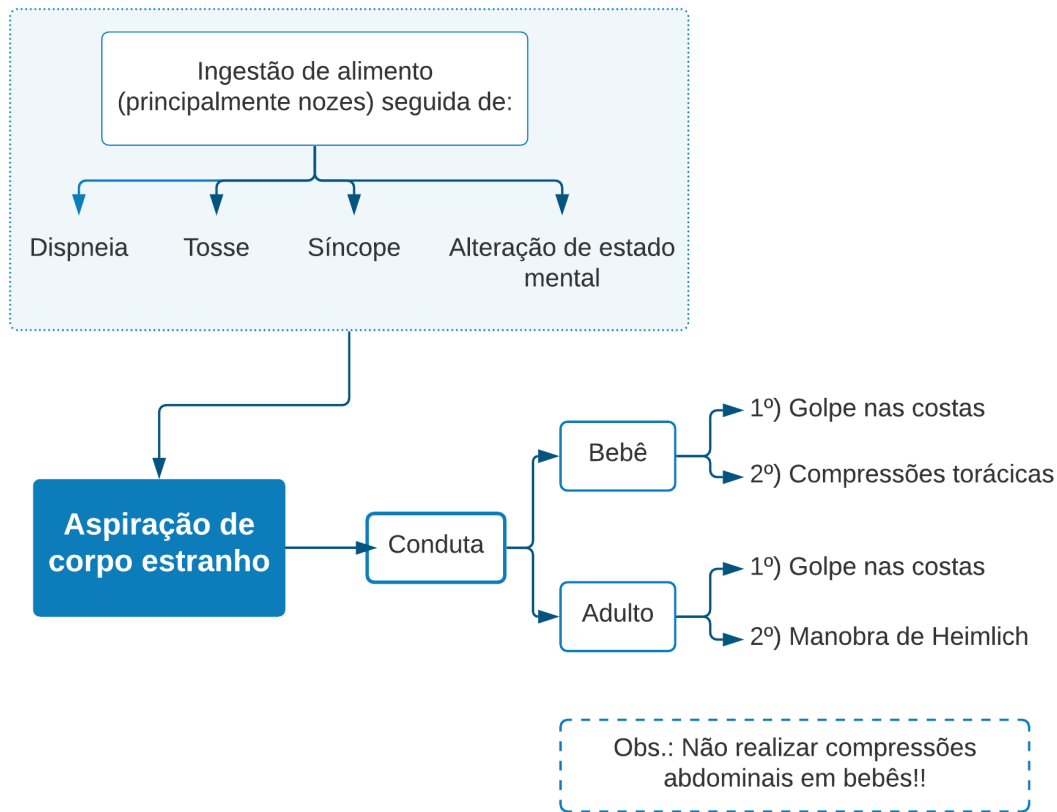 Ingestão de alimento
(principalmente nozes) seguida de:
Dispneia
Tosse
Síncope
Alteração de estado
mental
Aspiração de
corpo estranho
Conduta
Bebê
1º) Golpe nas costas
2º) Compressões torácicas
Adulto
1º) Golpe nas costas
2º) Manobra de Heimlich
Obs.: Não realizar compressões
abdominais em bebês!!